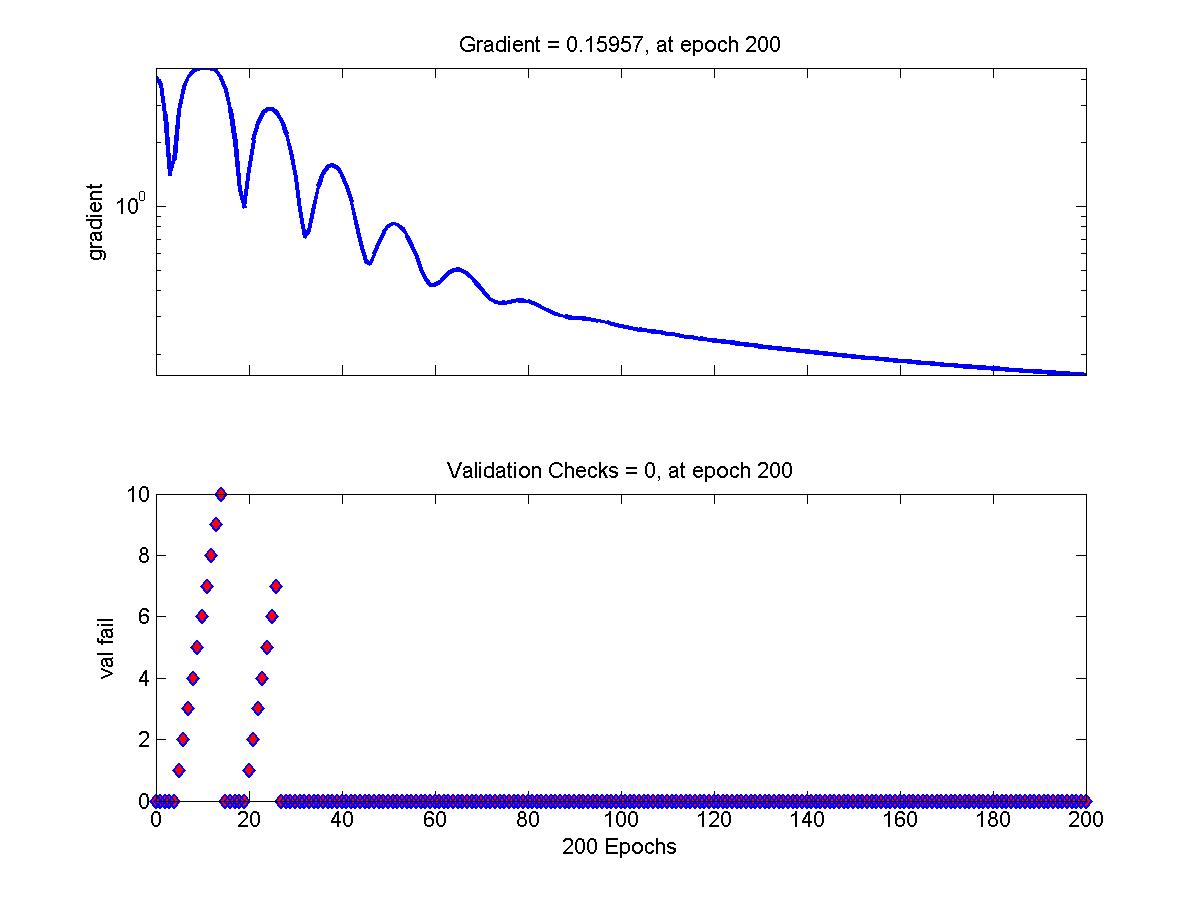 Gradient = 0.15957, at epoch 200
gradient
10^0
Validation Checks = 0, at epoch 200
val fail
10
8
6
4
2
0
0 20 40 60 80 100 120 140 160 180 200
200 Epochs